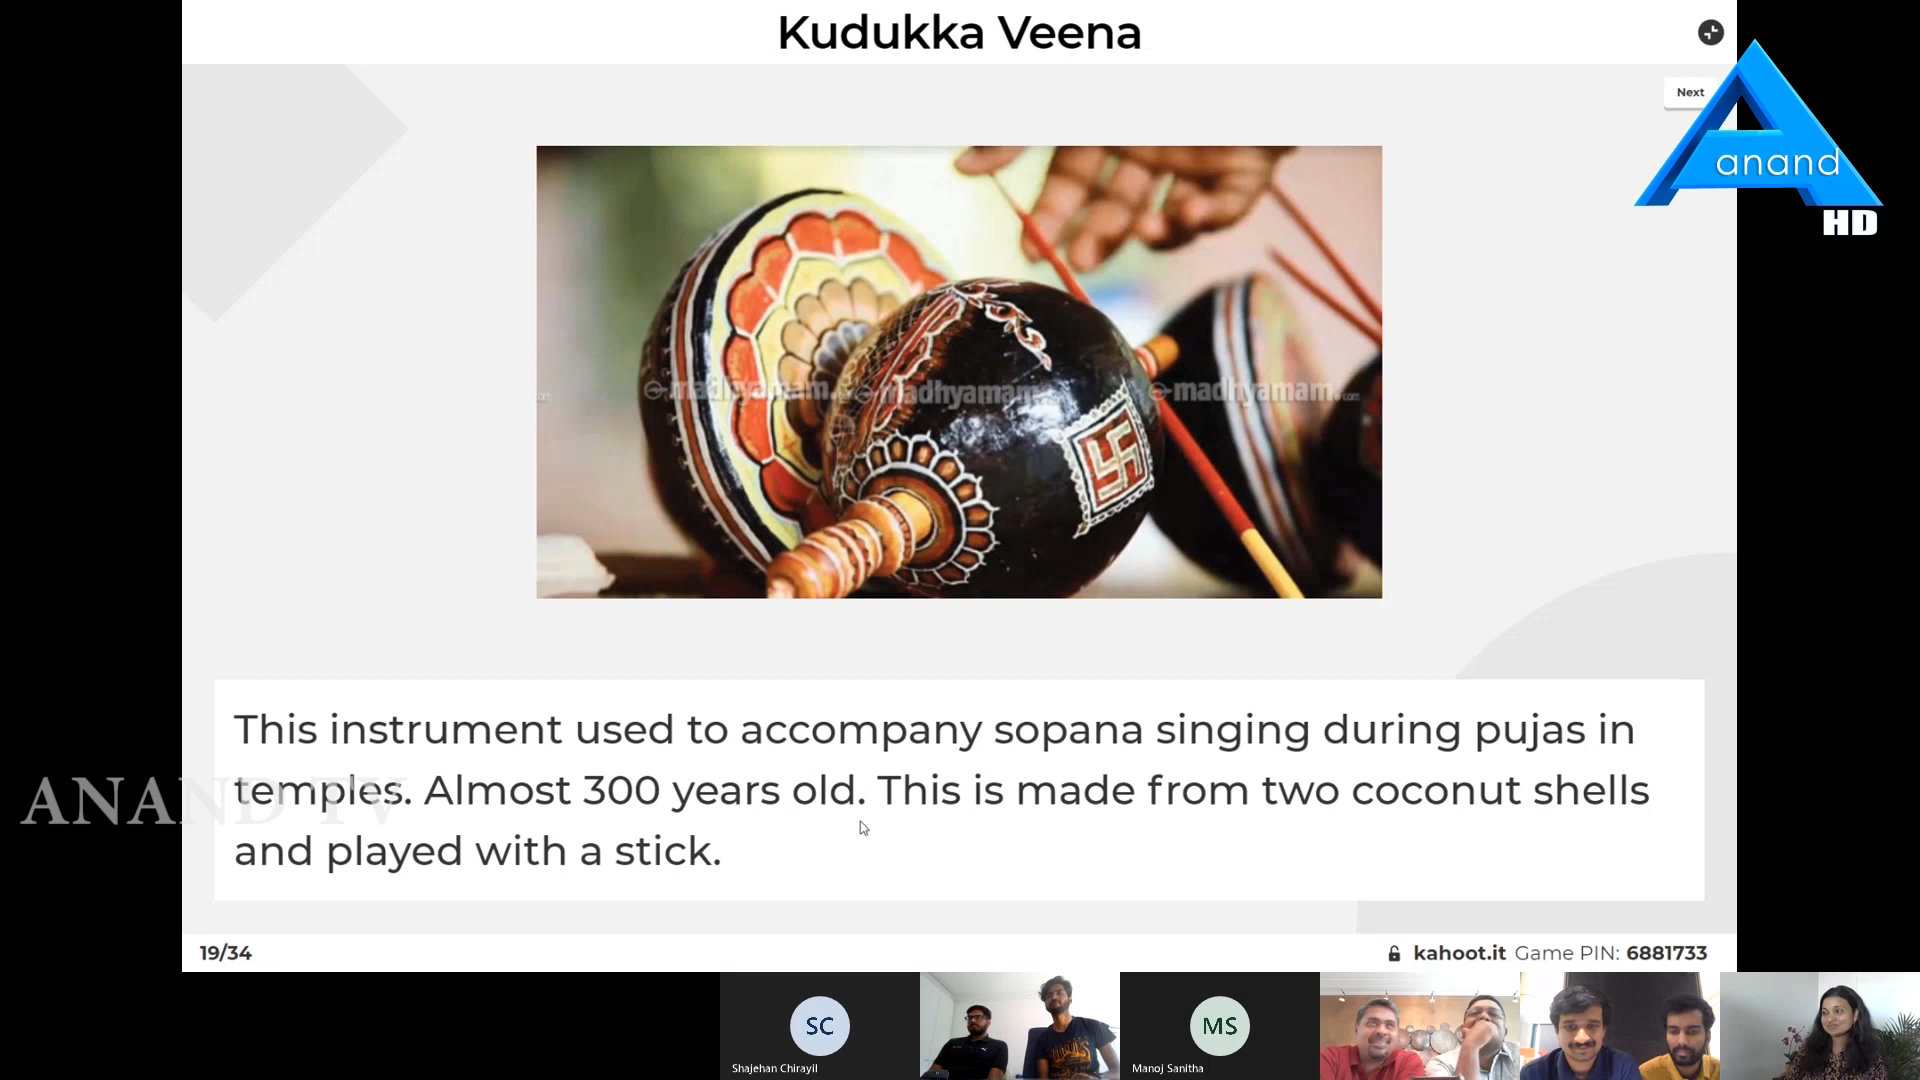 Kudukka Veena
Next
anand
HD
madhyamam.com madhyamam madhyamam.com
This instrument used to accompany sopana singing during pujas in
temples. Almost 300 years old. This is made from two coconut shells
and played with a stick.
ANAND TV
19/34
kahoot.it Game PIN: 6881733
SC
Shajehan Chirayil
MS
Manoj Sanitha